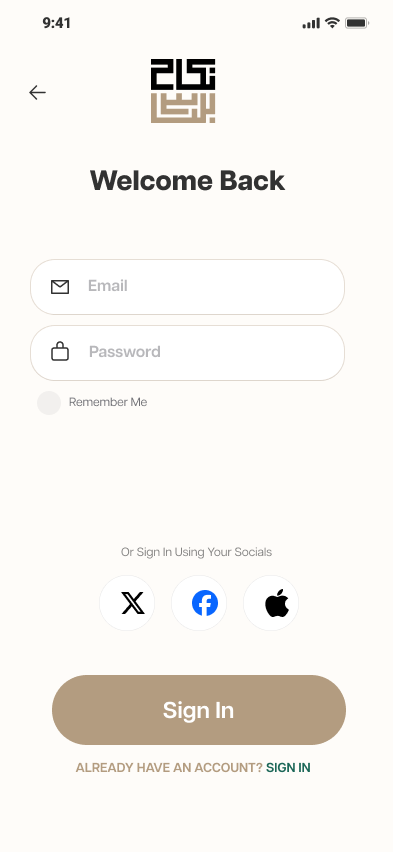 9:41
Welcome Back
Email
Password
Remember Me
Or Sign In Using Your Socials
Sign In
ALREADY HAVE AN ACCOUNT? SIGN IN